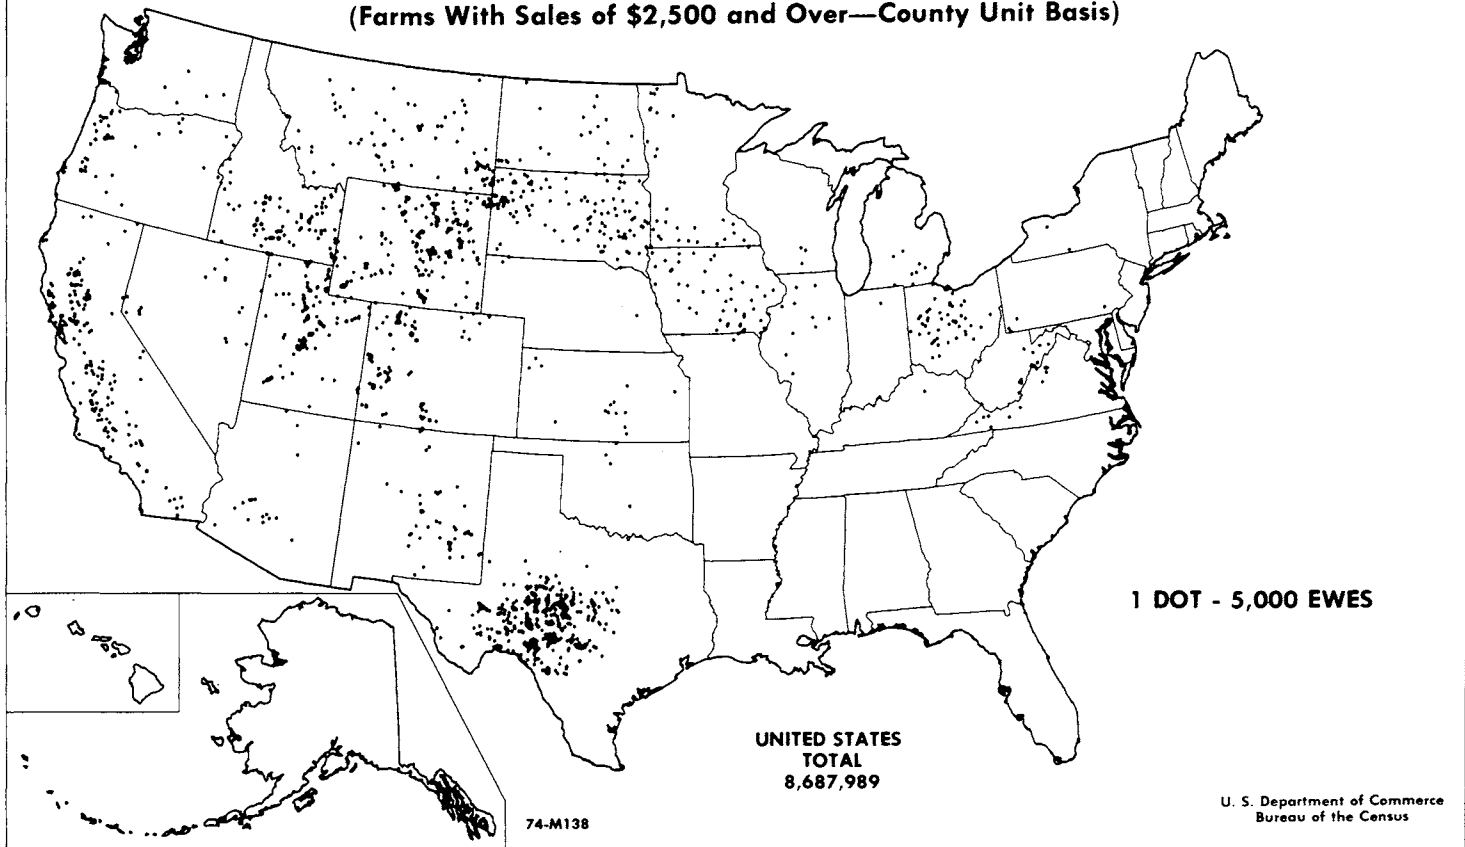 (Farms With Sales of $2,500 and Over—County Unit Basis)
1 DOT - 5,000 EWES
UNITED STATES
TOTAL
8,687,989
74-M138
U. S. Department of Commerce
Bureau of the Census